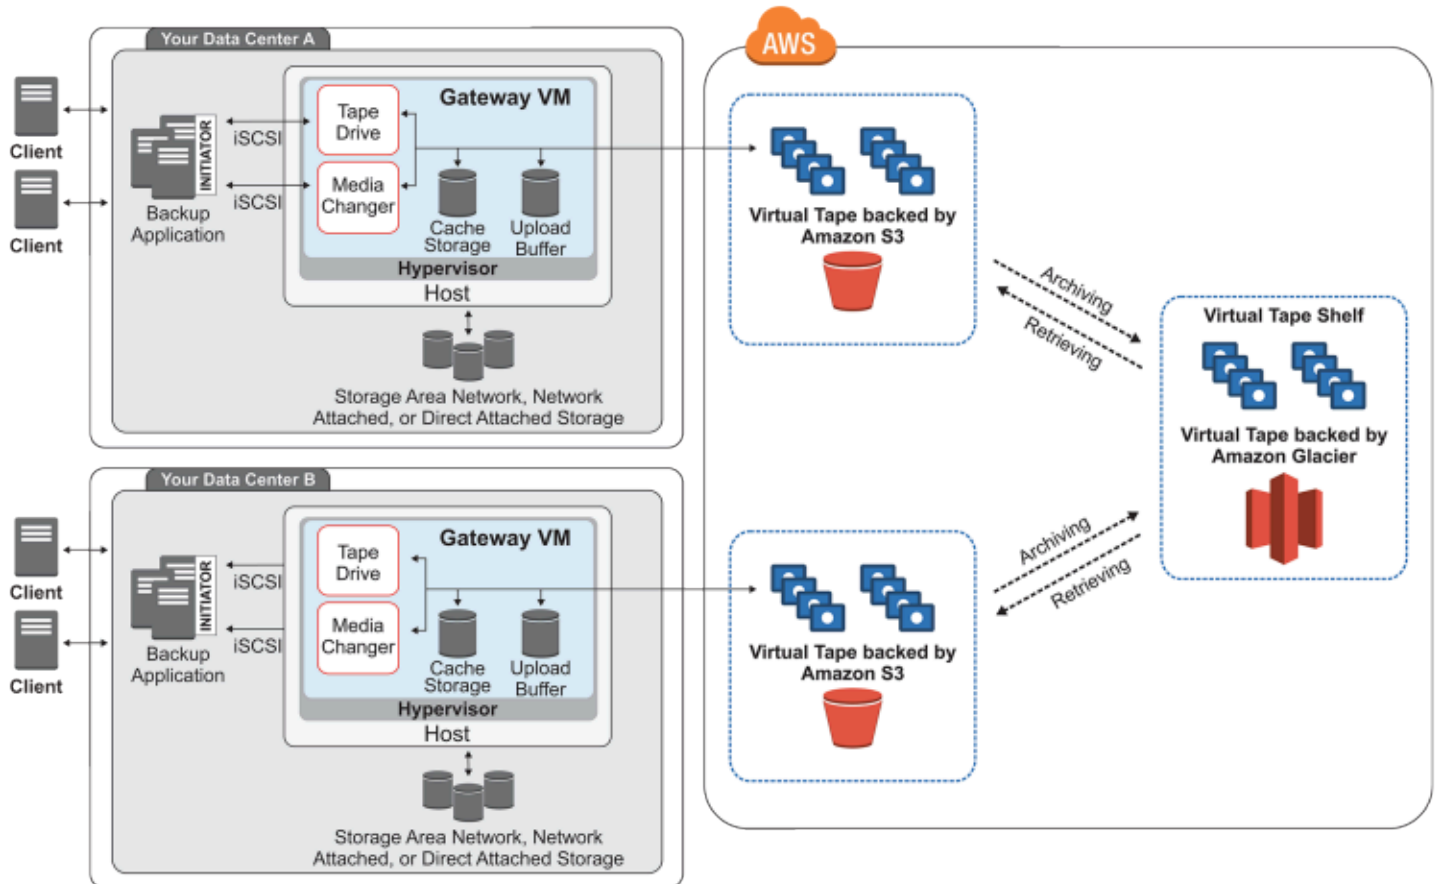 Your Data Center A
Client
Client
Backup
Application
INITIATOR
iSCSI
iSCSI
Tape
Drive
Media
Changer
Gateway VM
Cache
Storage
Upload
Buffer
Hypervisor
Host
Storage Area Network, Network
Attached, or Direct Attached Storage
Your Data Center B
Client
Client
Backup
Application
INITIATOR
iSCSI
iSCSI
Tape
Drive
Media
Changer
Gateway VM
Cache
Storage
Upload
Buffer
Hypervisor
Host
Storage Area Network, Network
Attached, or Direct Attached Storage
AWS
Virtual Tape backed by
Amazon S3
Archiving
Retrieving
Virtual Tape Shelf
Virtual Tape backed by
Amazon Glacier
Archiving
Retrieving
Virtual Tape backed by
Amazon S3